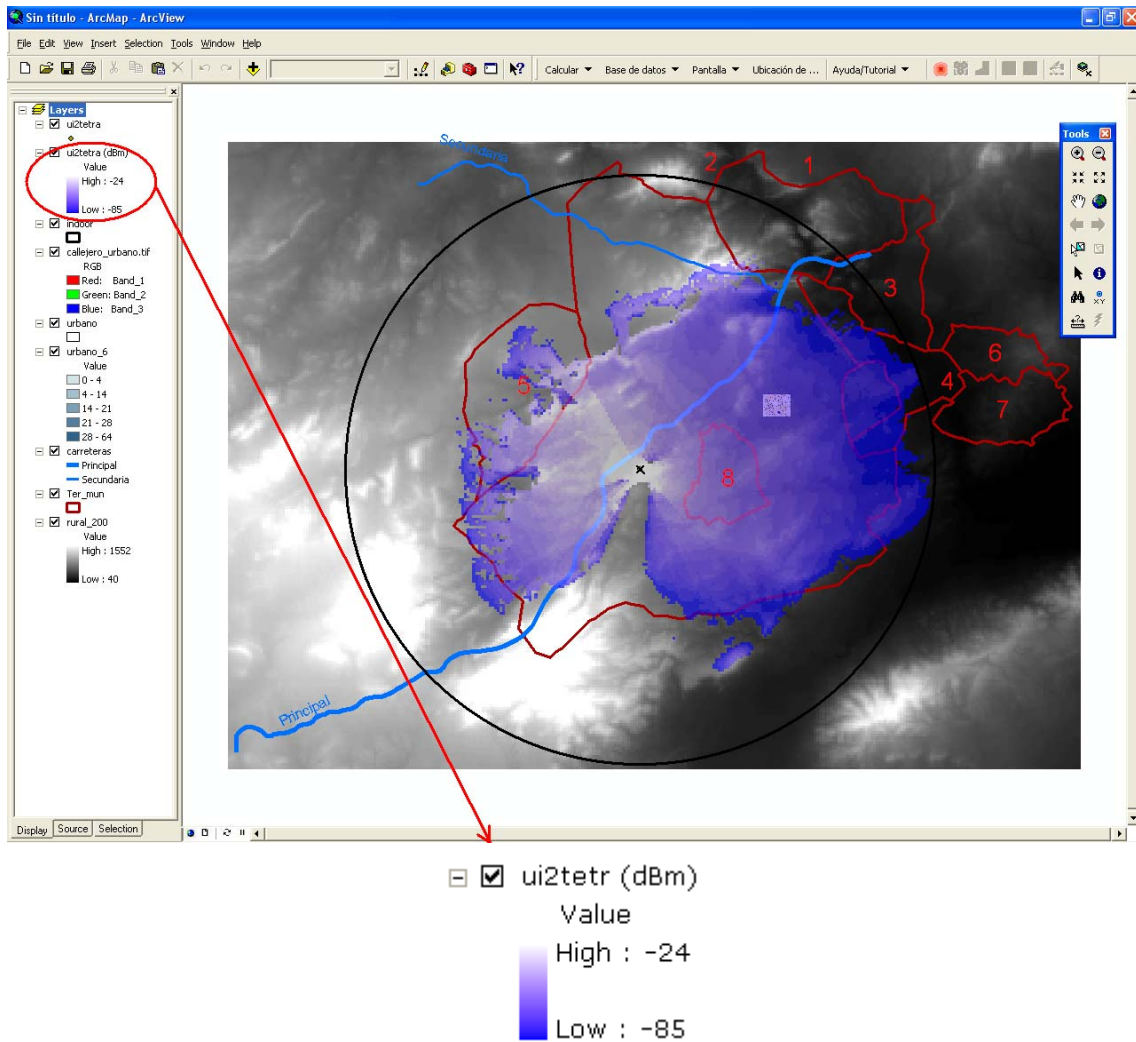 Sin título - ArcMap - ArcView
File Edit View Insert Selection Tools Window Help
Calcular Base de datos Pantalla Ubicación de ... Ayuda/Tutorial
Layers
ui2tetra
ui2tetra (dBm)
Value
High : -24
Low : -85
indoor
callejero_urbano.tif
RGB
Red: Band_1
Green: Band_2
Blue: Band_3
urbano
urbano_6
Value
0 - 4
4 - 14
14 - 21
21 - 28
28 - 64
carreteras
Principal
Secundaria
Ter_mun
rural_200
Value
High : 1552
Low : 40
Display Source Selection
Secundaria
2
1
3
5
6
4
7
8
Principal
Tools
XY
ui2tetr (dBm)
Value
High : -24
Low : -85